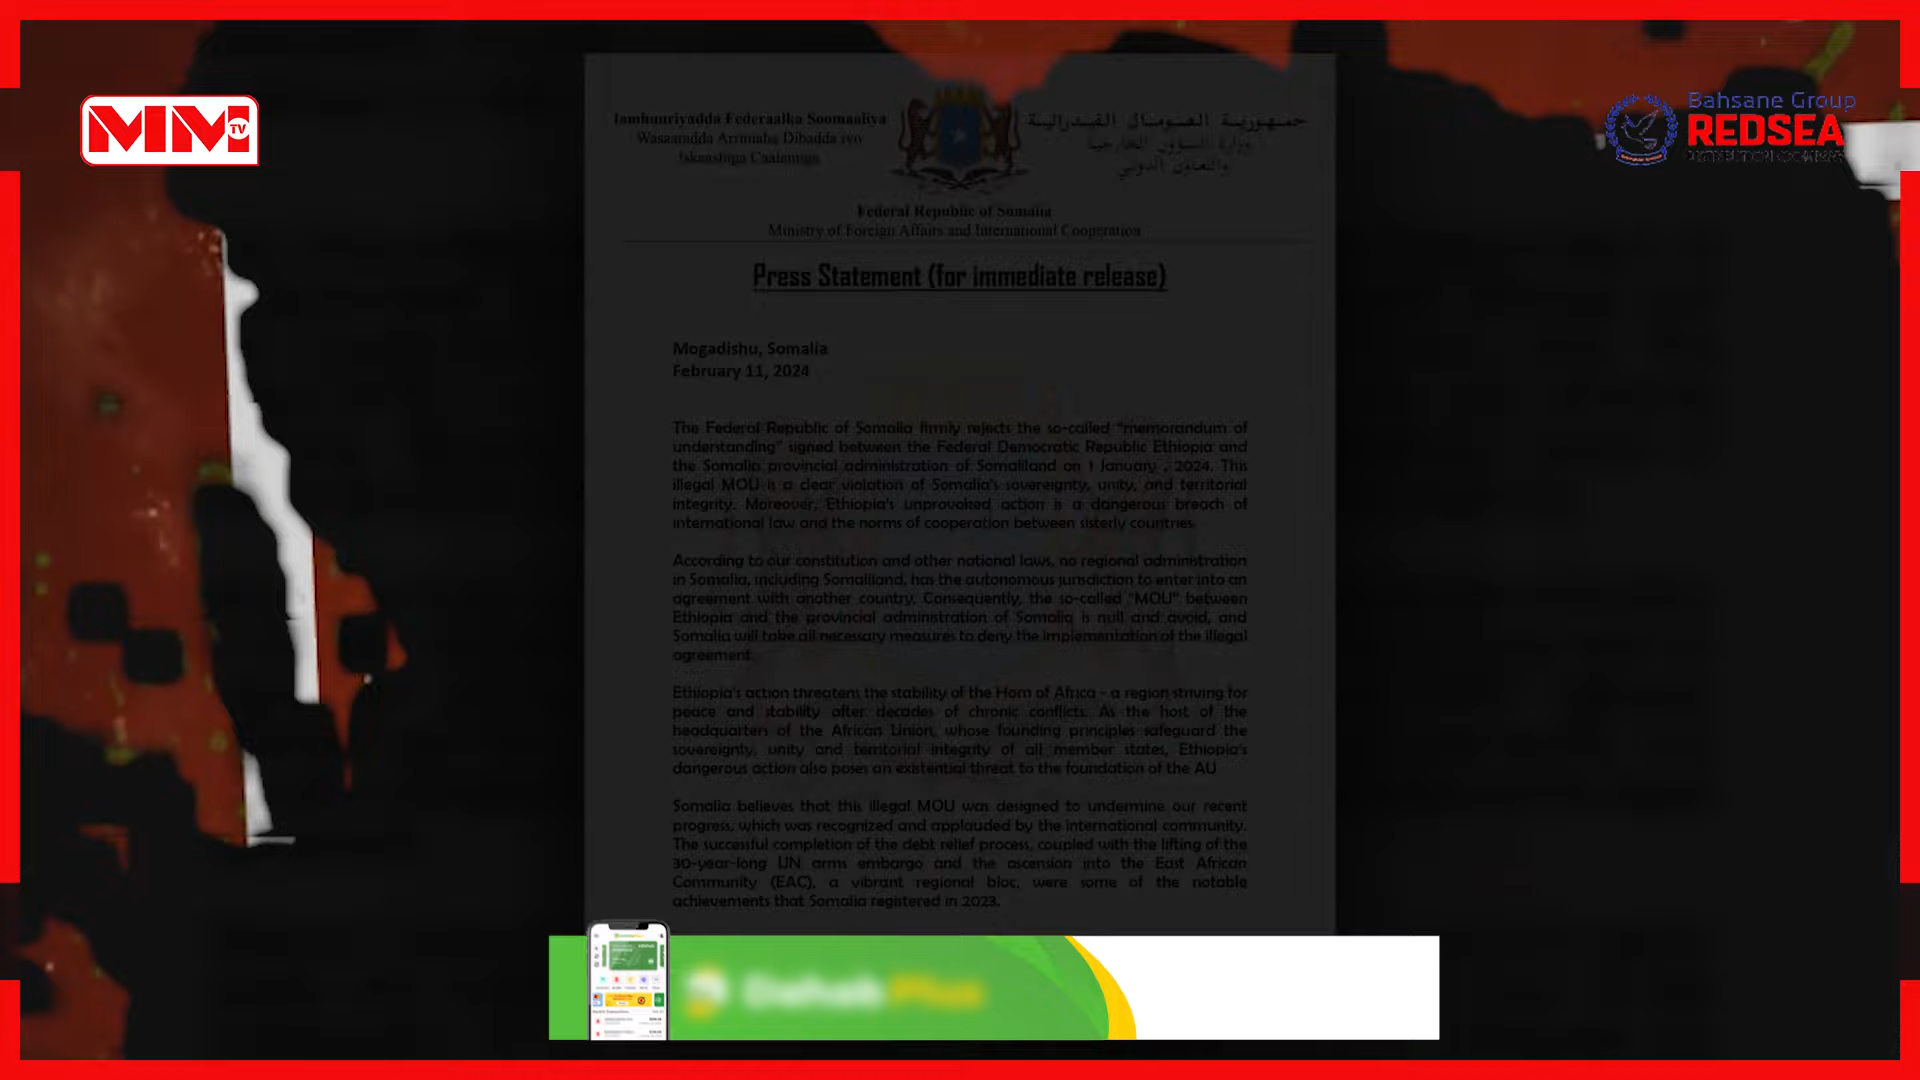 MM TV
Bahsane Group
REDSEA
Jamhuuriyadda Federaalka Soomaaliya
Wasaaradda Arrimaha Dibadda iyo
Iskaashiga Caalamiga
جمهورية الصومال الفيدرالية
وزارة الشؤون الخارجية
والتعاون الدولي
Federal Republic of Somalia
Ministry of Foreign Affairs and International Cooperation
Press Statement (for immediate release)
Mogadishu, Somalia
February 11, 2024
The Federal Republic of Somalia firmly rejects the so-called "memorandum of
understanding" signed between the Federal Democratic Republic Ethiopia and
the Somalia provincial administration of Somaliland on 1 January , 2024. This
illegal MOU is a clear violation of Somalia's sovereignty, unity, and territorial
integrity. Moreover, Ethiopia's unprovoked action is a dangerous breach of
international law and the norms of cooperation between sisterly countries.
According to our constitution and other national laws, no regional administration
in Somalia, including Somaliland, has the autonomous jurisdiction to enter into an
agreement with another country. Consequently, the so-called "MOU" between
Ethiopia and the provincial administration of Somalia is null and avoid, and
Somalia will take all necessary measures to deny the implementation of the illegal
agreement.
Ethiopia's action threatens the stability of the Horn of Africa - a region striving for
peace and stability after decades of chronic conflicts. As the host of the
headquarters of the African Union, whose founding principles safeguard the
sovereignty, unity and territorial integrity of all member states, Ethiopia's
dangerous action also poses an existential threat to the foundation of the AU
Somalia believes that this illegal MOU was designed to undermine our recent
progress, which was recognized and applauded by the international community.
The successful completion of the debt relief process, coupled with the lifting of the
30-year-long UN arms embargo and the ascension into the East African
Community (EAC), a vibrant regional bloc, were some of the notable
achievements that Somalia registered in 2023.
Dahab Plus